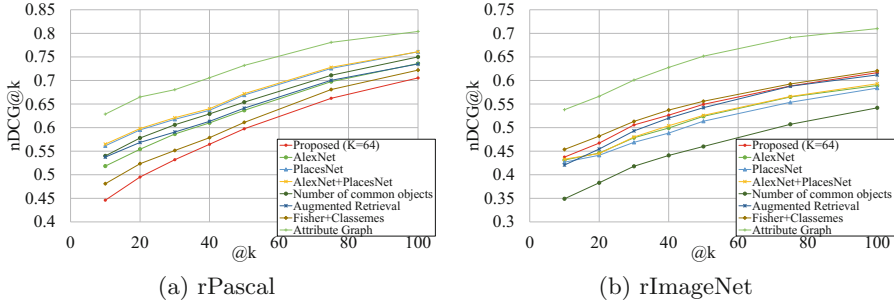 0.85
0.8
0.75
0.7
0.65
0.6
0.55
0.5
0.45
0.4
nDCG@k
0 20 40 60 80 100
@k
Proposed (K=64)
AlexNet
PlacesNet
AlexNet+PlacesNet
Number of common objects
Augmented Retrieval
Fisher+Classemes
Attribute Graph
(a) rPascal
0.75
0.7
0.65
0.6
0.55
0.5
0.45
0.4
0.35
0.3
nDCG@k
0 20 40 60 80 100
@k
Proposed (K=64)
AlexNet
PlacesNet
AlexNet+PlacesNet
Number of common objects
Augmented Retrieval
Fisher+Classemes
Attribute Graph
(b) rImageNet